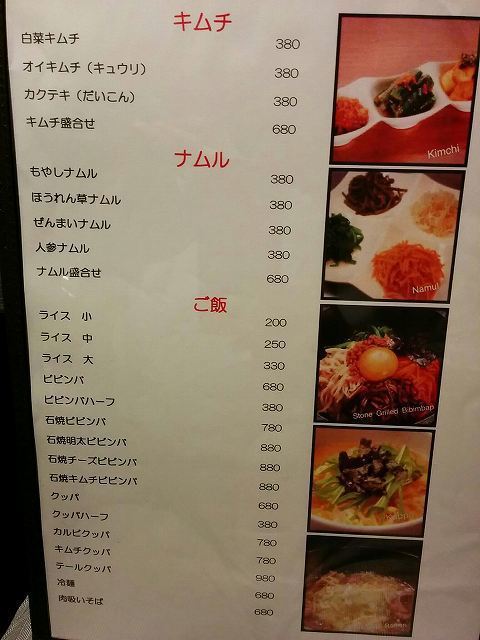 キムチ
白菜キムチ 380
オイキムチ（キュウリ） 380
カクテキ（だいこん） 380
キムチ盛合せ 680
Kimchi
ナムル
もやしナムル 380
ほうれん草ナムル 380
ぜんまいナムル 380
人参ナムル 380
ナムル盛合せ 680
Namul
ご飯
ライス 小 200
ライス 中 250
ライス 大 330
ビビンバ 680
ビビンバハーフ 380
石焼ビビンバ 780
石焼明太ビビンバ 880
石焼チーズビビンバ 880
石焼キムチビビンバ 880
クッパ 680
クッパハーフ 380
カルビクッパ 780
キムチクッパ 780
テールクッパ 980
冷麺 680
肉吸いそば 680
Stone Grilled Bibimbap
Ramen